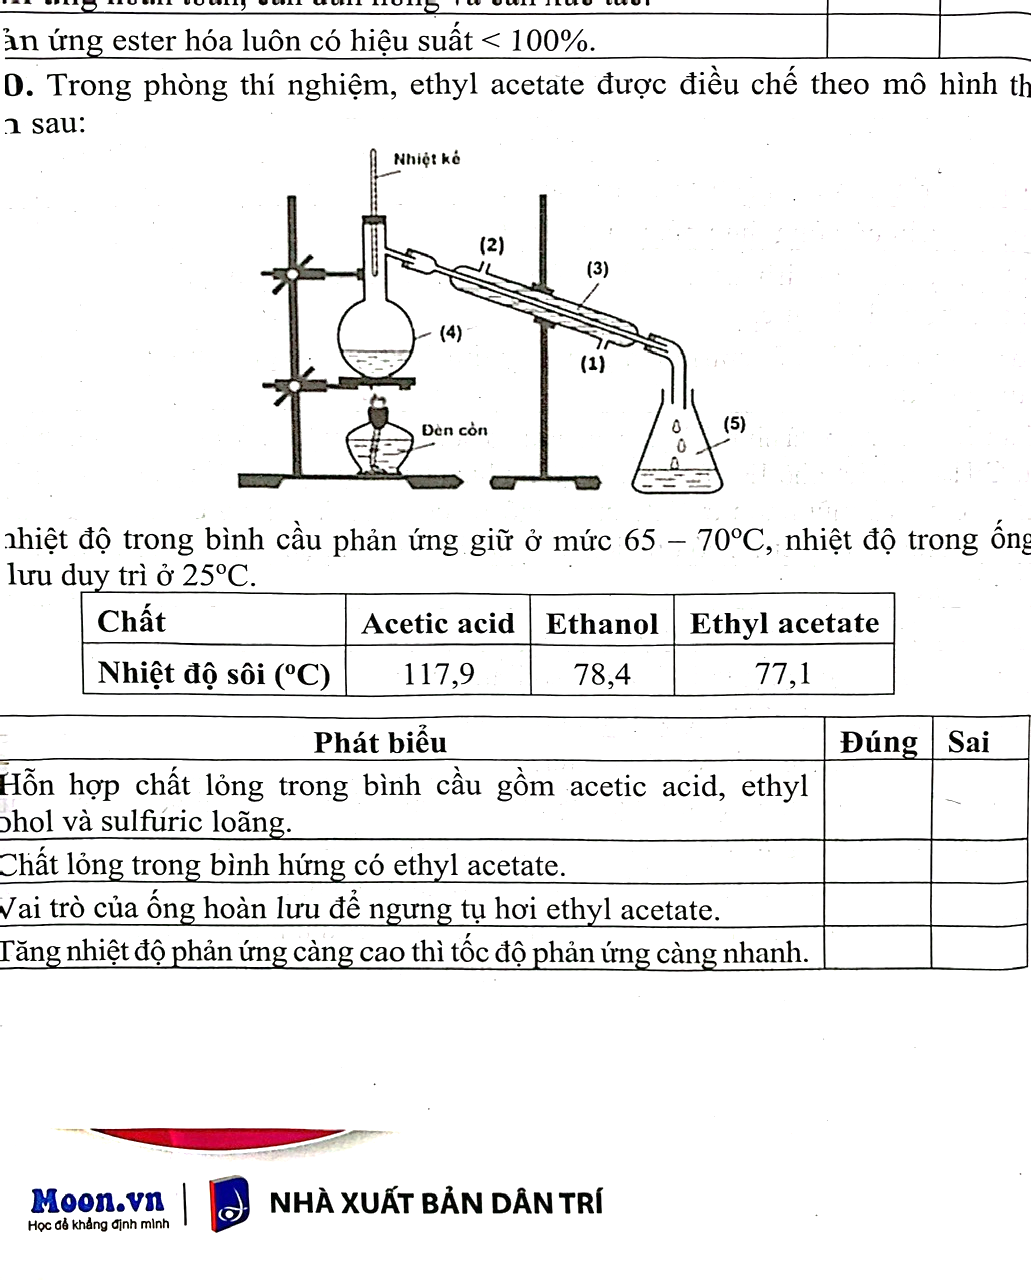 ản ứng ester hóa luôn có hiệu suất < 100%.
0. Trong phòng thí nghiệm, ethyl acetate được điều chế theo mô hình th
n sau:
Nhiệt kế
(2)
(3)
(4)
(1)
Đèn cồn
(5)
nhiệt độ trong bình cầu phản ứng giữ ở mức 65 – 70°C, nhiệt độ trong ống
lưu duy trì ở 25°C.
Chất Acetic acid Ethanol Ethyl acetate
Nhiệt độ sôi (°C) 117,9 78,4 77,1
Phát biểu Đúng Sai
Hỗn hợp chất lỏng trong bình cầu gồm acetic acid, ethyl
ohol và sulfuric loãng.
Chất lỏng trong bình hứng có ethyl acetate.
Vai trò của ống hoàn lưu để ngưng tụ hơi ethyl acetate.
Tăng nhiệt độ phản ứng càng cao thì tốc độ phản ứng càng nhanh.
Moon.vn
Học để khẳng định mình
NHÀ XUẤT BẢN DÂN TRÍ